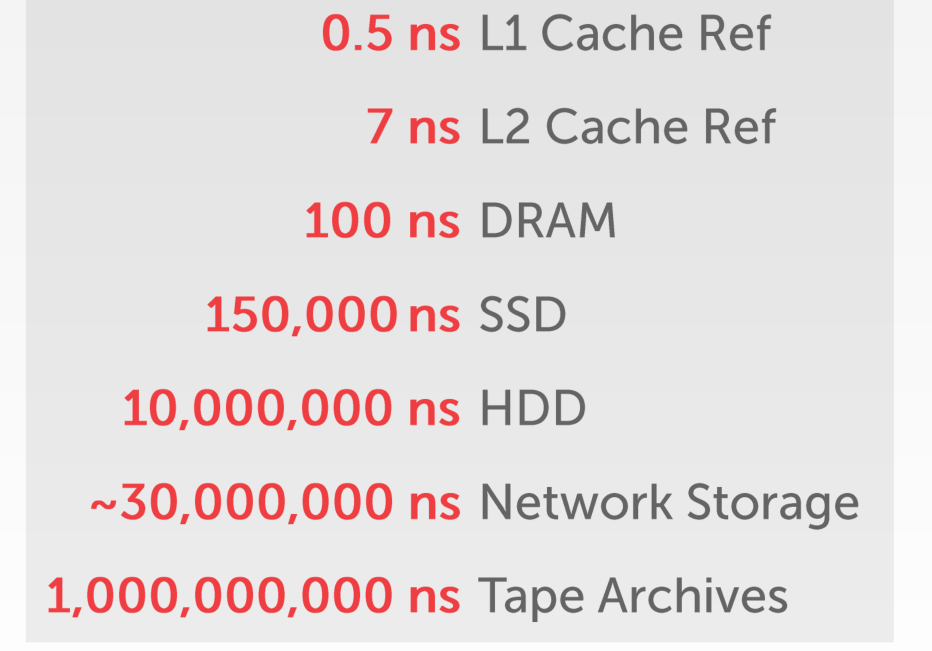 0.5 ns L1 Cache Ref
7 ns L2 Cache Ref
100 ns DRAM
150,000 ns SSD
10,000,000 ns HDD
~30,000,000 ns Network Storage
1,000,000,000 ns Tape Archives